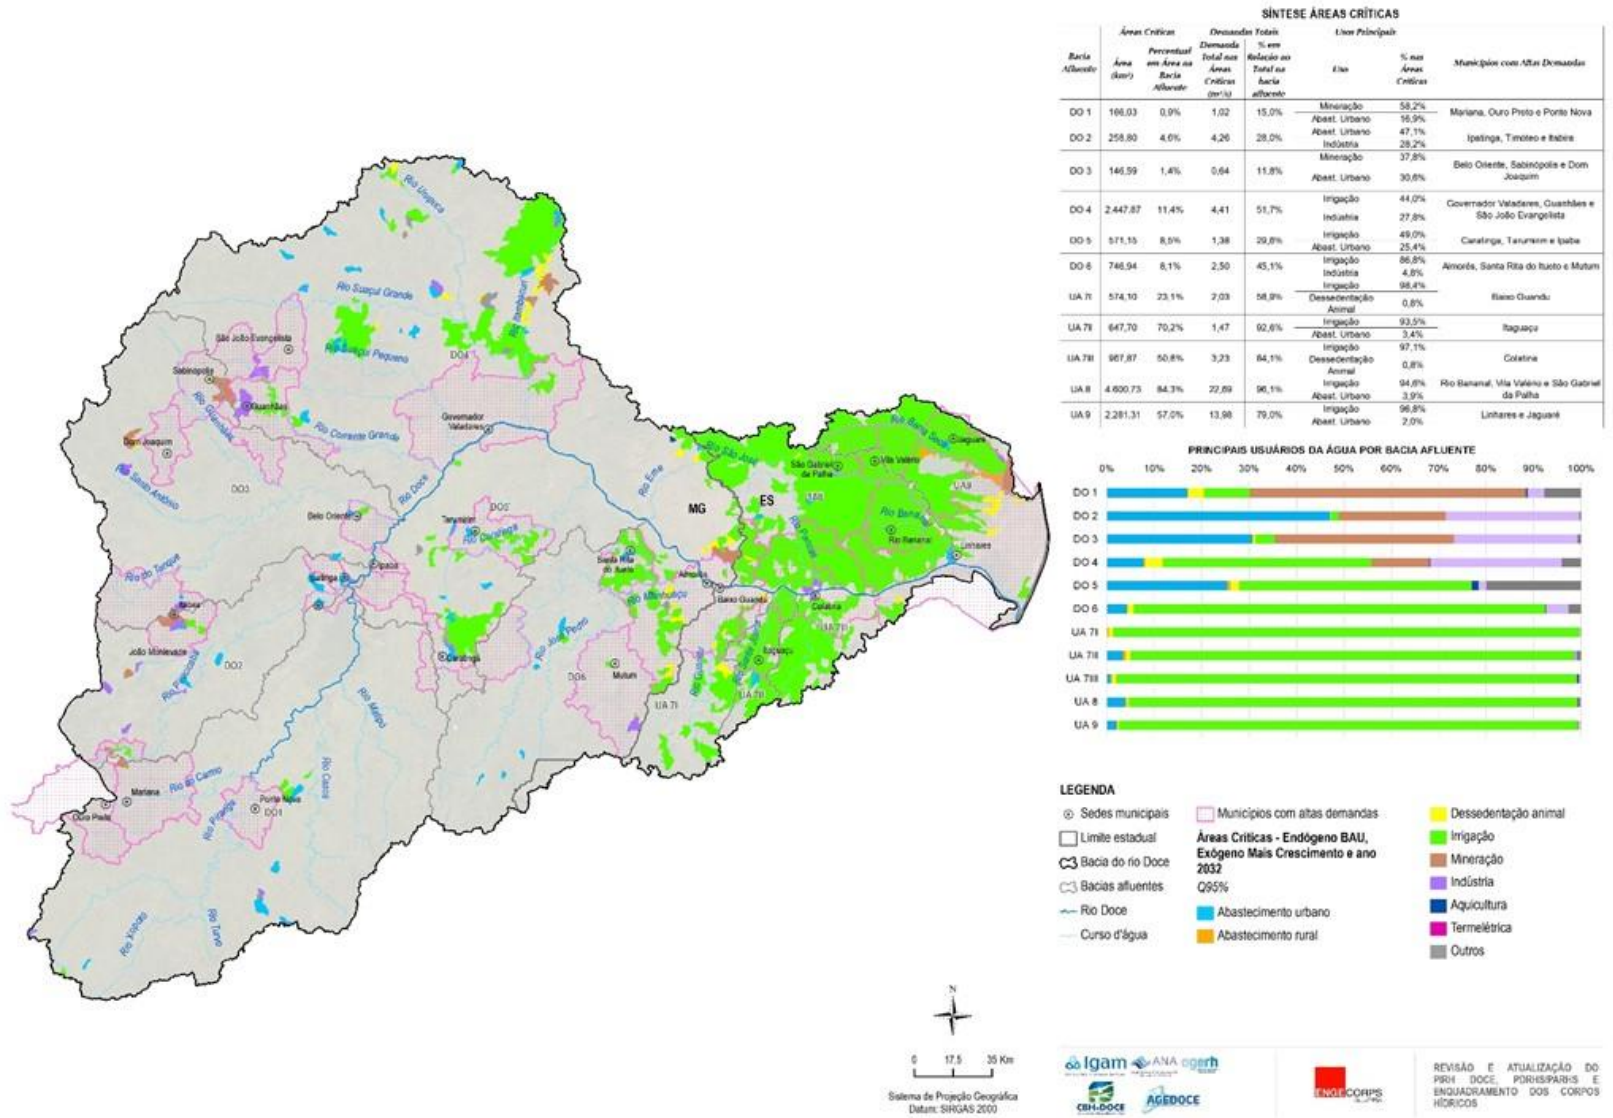 SÍNTESE ÁREAS CRÍTICAS
Áreas Críticas Demandas Totais Usos Principais
Bacia Afluente Área (km²) Percentual em Área na Bacia Afluente Demanda Total nas Áreas Críticas (m³/s) % em Relação ao Total na bacia afluente Uso % nas Áreas Críticas Municípios com Altas Demandas
DO 1 166,03 0,9% 1,02 15,0% Mineração 58,2% Mariana, Ouro Preto e Ponte Nova
Abast. Urbano 16,9%
DO 2 258,80 4,6% 4,26 28,0% Abast. Urbano 47,1% Ipatinga, Timóteo e Itabira
Indústria 28,2%
DO 3 146,59 1,4% 0,64 11,8% Mineração 37,8% Belo Oriente, Sabinópolis e Dom Joaquim
Abast. Urbano 30,6%
DO 4 2.447,87 11,4% 4,41 51,7% Irrigação 44,0% Governador Valadares, Guanhães e São João Evangelista
Indústria 27,8%
DO 5 571,15 8,5% 1,38 29,8% Irrigação 49,0% Caratinga, Tarumirim e Ipaba
Abast. Urbano 25,4%
DO 6 746,94 8,1% 2,50 45,1% Irrigação 86,8% Aimorés, Santa Rita do Itueto e Mutum
Indústria 4,8%
UA 7I 574,10 23,1% 2,03 58,9% Irrigação 98,4% Baixo Guandu
Dessedentação Animal 0,8%
UA 7II 647,70 70,2% 1,47 92,6% Irrigação 93,5% Itaguaçu
Abast. Urbano 3,4%
UA 7III 967,87 50,8% 3,23 84,1% Irrigação 97,1% Colatina
Dessedentação Animal 0,8%
UA 8 4.600,73 84,3% 22,69 96,1% Irrigação 94,6% Rio Bananal, Vila Valério e São Gabriel da Palha
Abast. Urbano 3,9%
UA 9 2.281,31 57,0% 13,98 79,0% Irrigação 96,8% Linhares e Jaguaré
Abast. Urbano 2,0%
PRINCIPAIS USUÁRIOS DA ÁGUA POR BACIA AFLUENTE
0% 10% 20% 30% 40% 50% 60% 70% 80% 90% 100%
DO 1
DO 2
DO 3
DO 4
DO 5
DO 6
UA 7I
UA 7II
UA 7III
UA 8
UA 9
Rio Urupuca
Rio Suaçuí Grande
Rio Itambacuri
São João Evangelista
Rio Suaçuí Pequeno
DO4
Sabinópolis
Guanhães
Rio Guanhães
Rio Corrente Grande
Governador Valadares
Dom Joaquim
Rio Santo Antônio
DO3
Rio Doce
Rio Eme
Rio São José
Rio Barra Seca
Jaguaré
São Gabriel da Palha
Vila Valério
UA8
UA9
MG
ES
Belo Oriente
Tarumirim
DO5
Rio Caratinga
Rio Pancas
Rio Bananal
Rio Bananal
Linhares
Santa Rita do Itueto
Ipaba
Ipatinga
Rio do Tanque
Aimorés
Baixo Guandu
Rio Manhuaçu
Colatina
Itabira
Rio José Pedro
UA 7III
João Monlevade
DO2
Rio Piracicaba
Caratinga
DO6
Mutum
Rio Guandu
Itaguaçu
UA 7II
UA 7I
Rio Matipó
Rio Casca
Mariana
Rio do Carmo
Ouro Preto
Ponte Nova
DO1
Rio Piranga
Rio Xopotó
Rio Turvo
LEGENDA
Sedes municipais
Limite estadual
Bacia do rio Doce
Bacias afluentes
Rio Doce
Curso d'água
Municípios com altas demandas
Áreas Críticas - Endógeno BAU,
Exógeno Mais Crescimento e ano
2032
Q95%
Abastecimento urbano
Abastecimento rural
Dessedentação animal
Irrigação
Mineração
Indústria
Aquicultura
Termelétrica
Outros
N
0 17,5 35 Km
Sistema de Projeção Geográfica
Datum: SIRGAS 2000
Igam ANA agerh
CBH-DOCE AGEDOCE
ENGECORPS
REVISÃO E ATUALIZAÇÃO DO
PIRH DOCE, PDRHS/PARHS E
ENQUADRAMENTO DOS CORPOS
HÍDRICOS